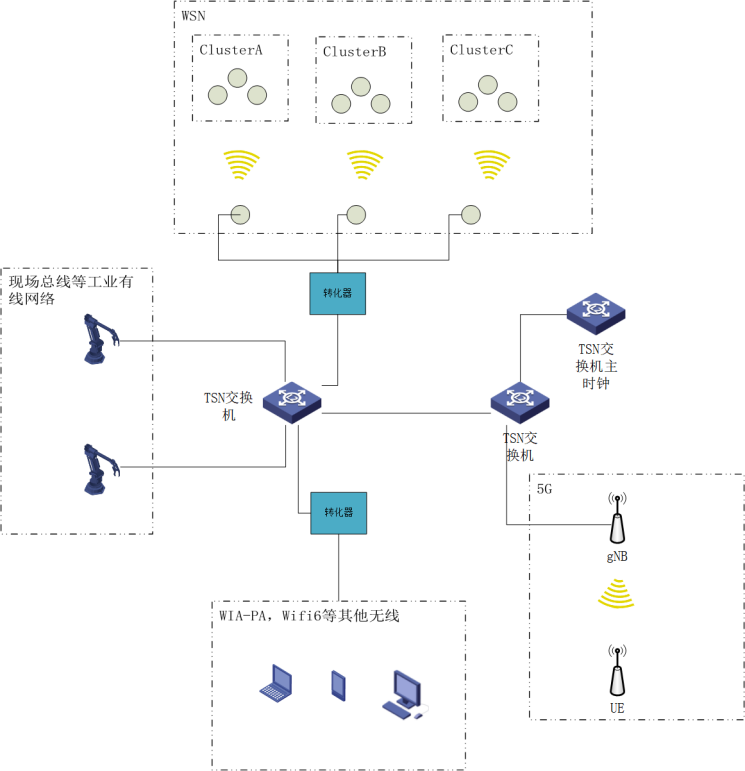 WSN
ClusterA
ClusterB
ClusterC
现场总线等工业有
线网络
转化器
TSN交
换机主
时钟
TSN交换
机
TSN交
换机
5G
转化器
gNB
WIA-PA，Wifi6等其他无线
UE